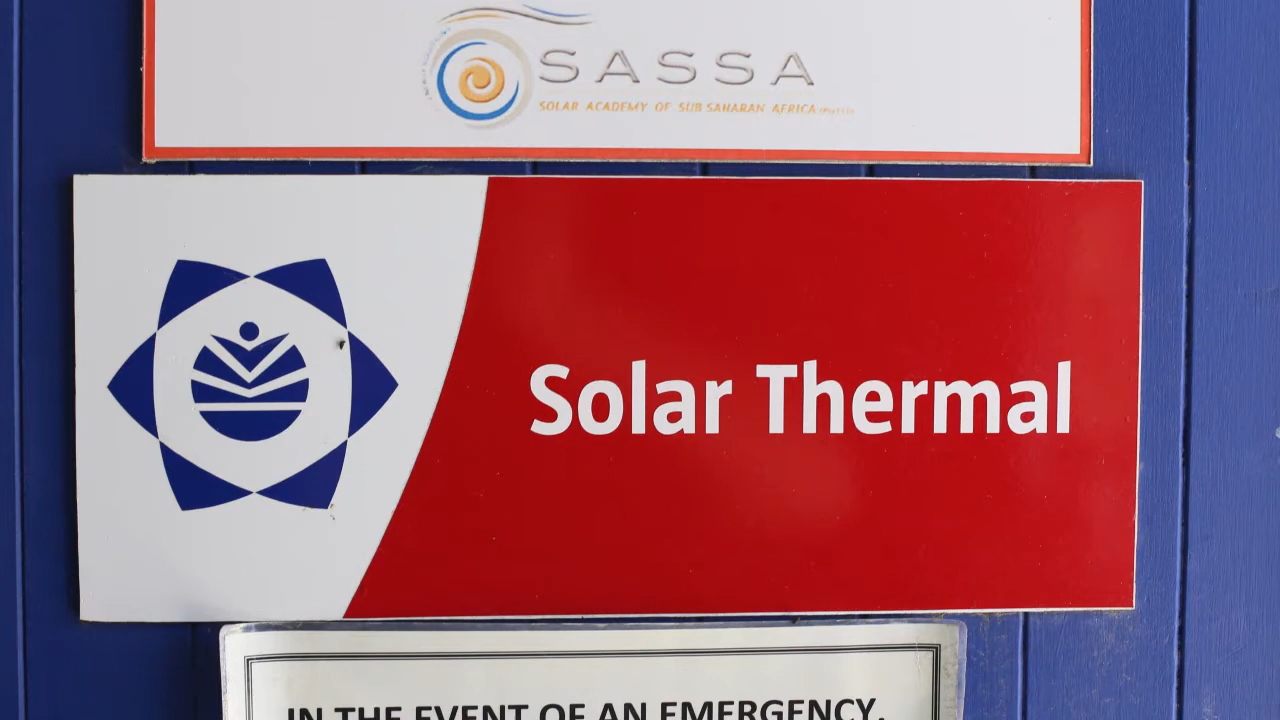 SASSA
SOLAR ACADEMY OF SUB SAHARAN AFRICA
Solar Thermal
IN THE EVENT OF AN EMERGENCY,